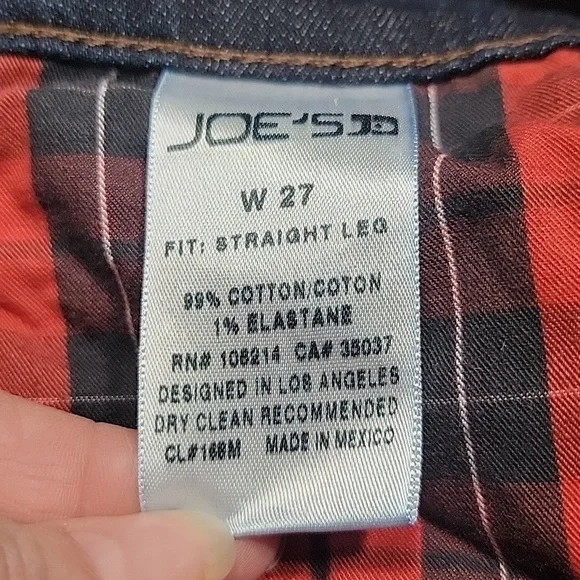 JOE'S
W 27
FIT: STRAIGHT LEG
99% COTTON/COTON
1% ELASTANE
RN# 106214 CA# 35037
DESIGNED IN LOS ANGELES
DRY CLEAN RECOMMENDED
CL#168M MADE IN MEXICO